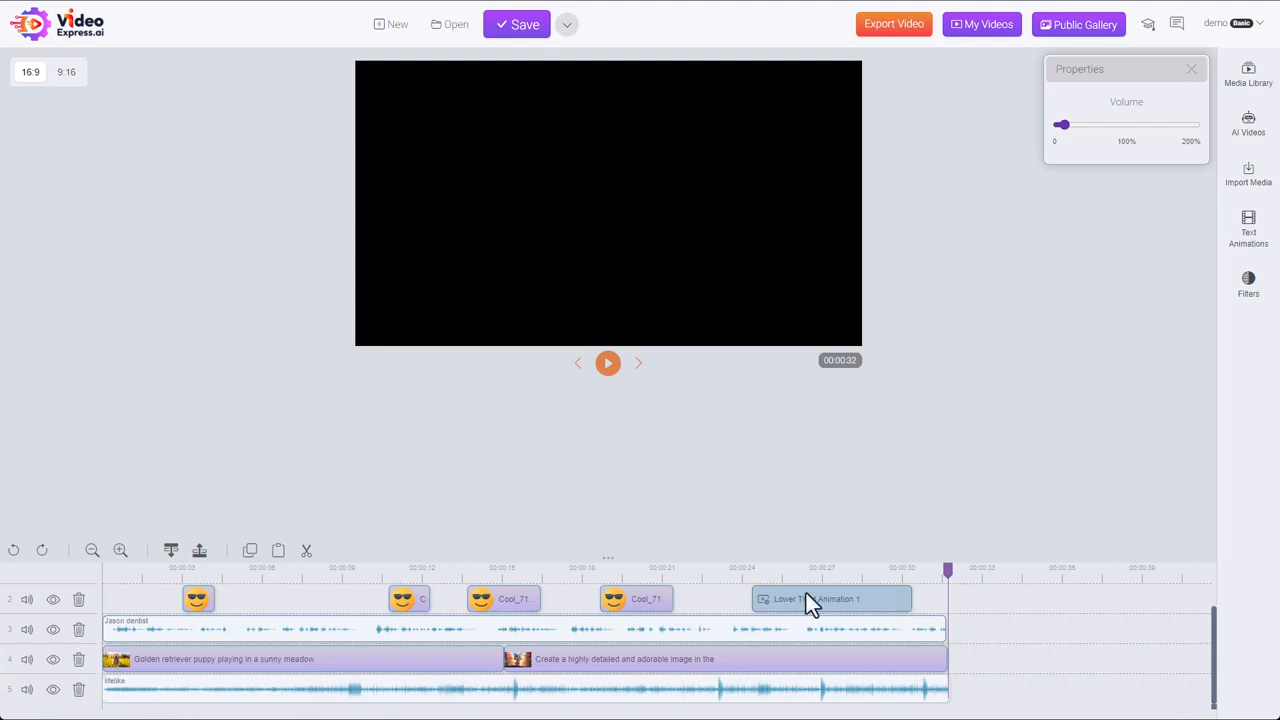 Video
Express.ai
New
Open
Save
Export Video
My Videos
Public Gallery
demo Basic
16:9
9:16
Properties
Volume
0
100%
200%
Media Library
AI Videos
Import Media
Text
Animations
Filters
00:00:32
00:00:03
00:00:06
00:00:09
00:00:12
00:00:15
00:00:18
00:00:21
00:00:24
00:00:27
00:00:30
00:00:33
00:00:36
00:00:39
2
C...
Cool_71...
Cool_71...
Animation 1
Jason dentist
4
Golden retriever puppy playing in a sunny meadow
Create a highly detailed and adorable image in the
5
lifelike